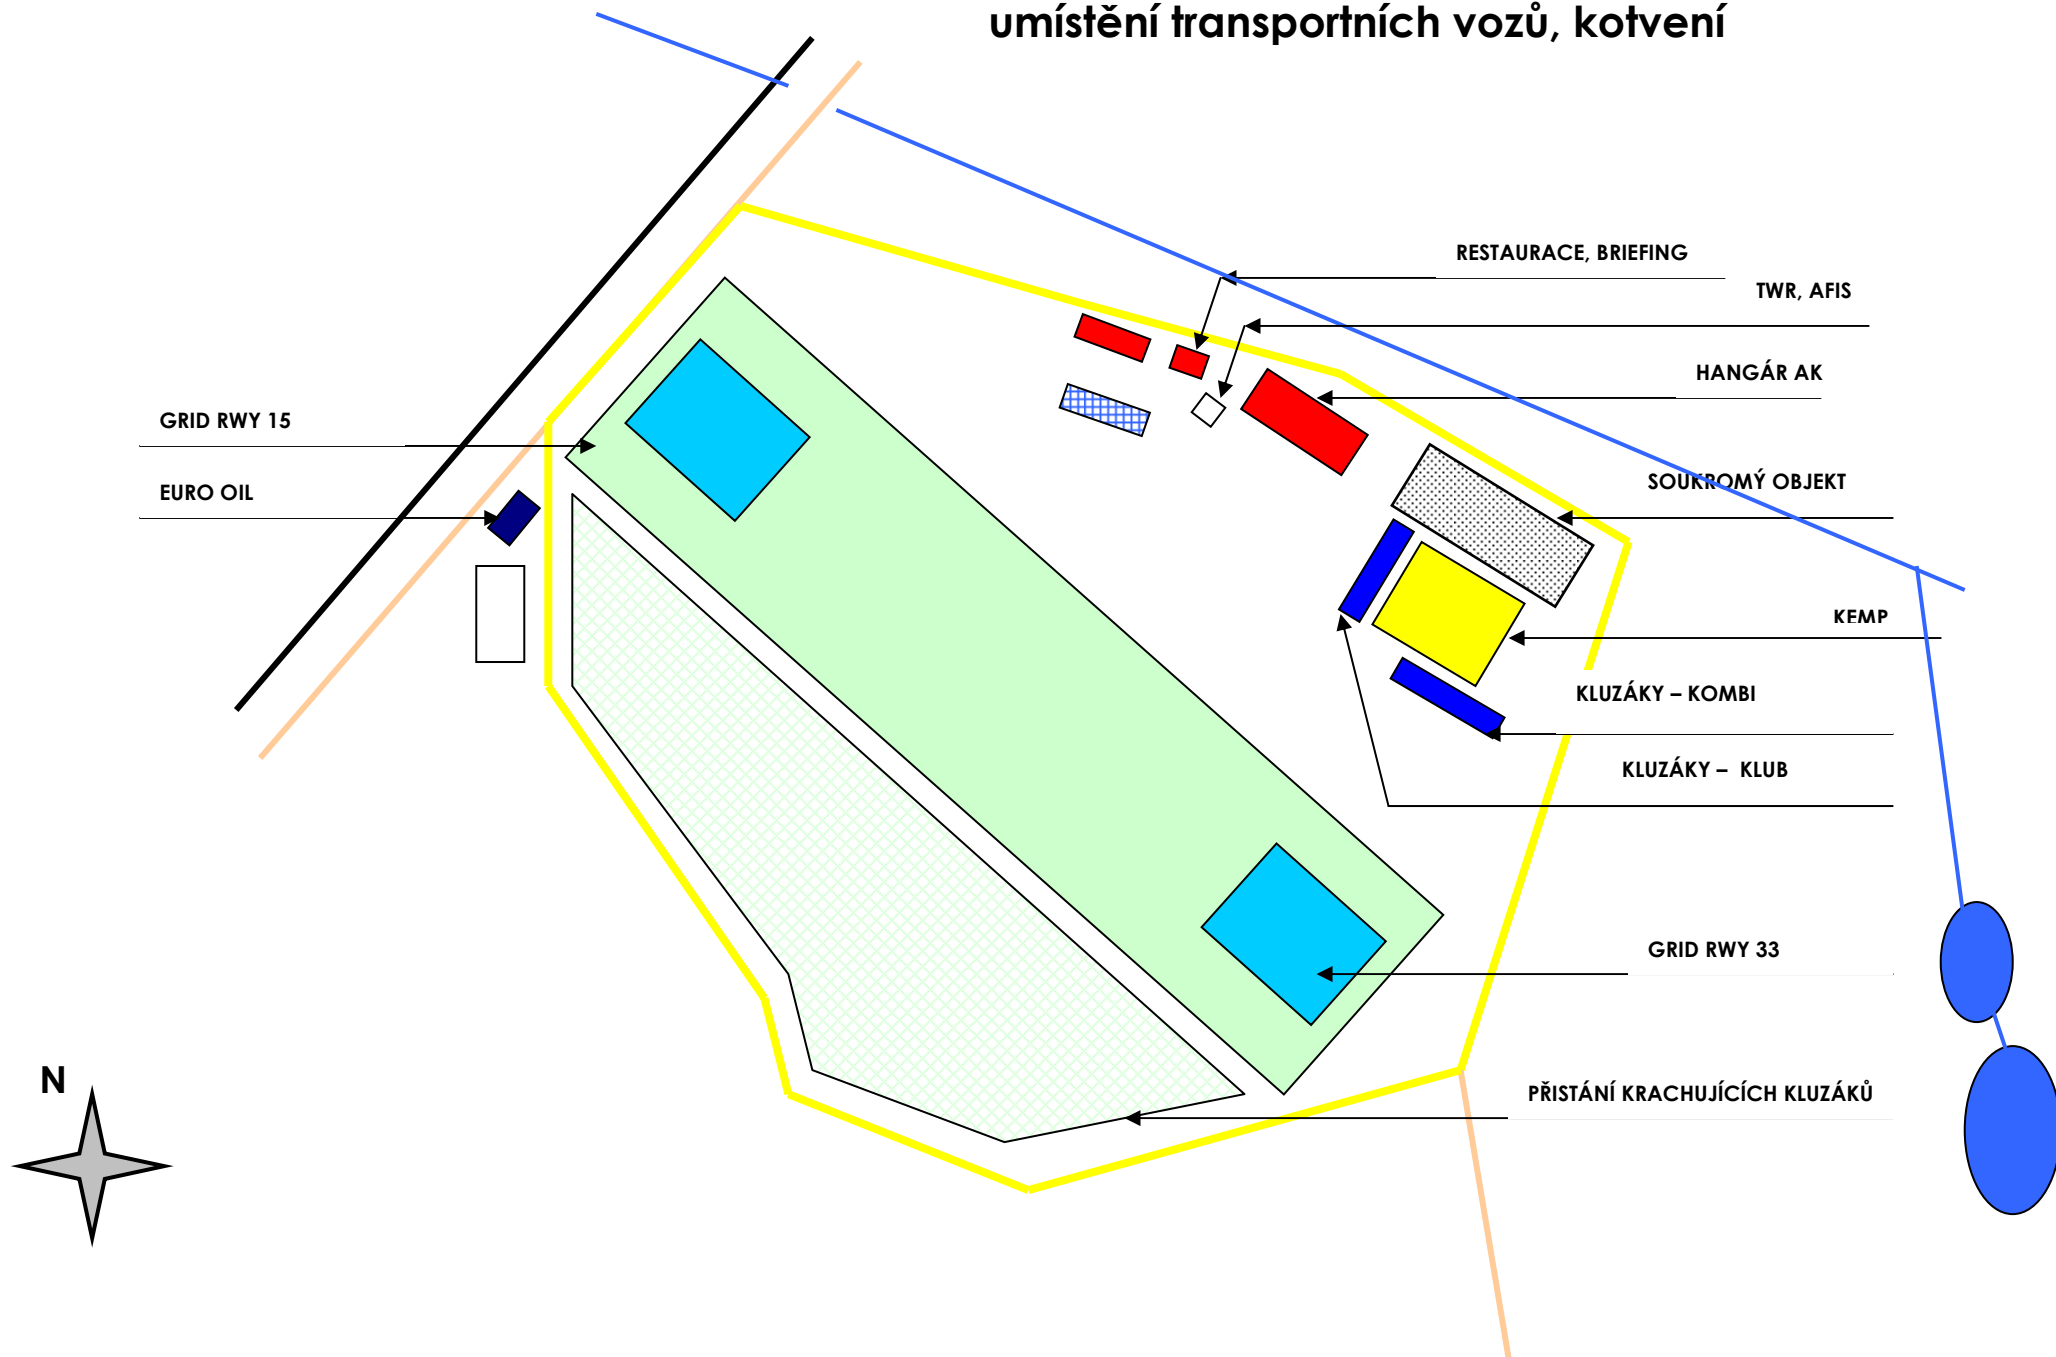 umístění transportních vozů, kotvení
RESTAURACE, BRIEFING
TWR, AFIS
HANGÁR AK
GRID RWY 15
SOUKROMÝ OBJEKT
EURO OIL
KEMP
KLUZÁKY – KOMBI
KLUZÁKY – KLUB
GRID RWY 33
N
PŘISTÁNÍ KRACHUJÍCÍCH KLUZÁKŮ